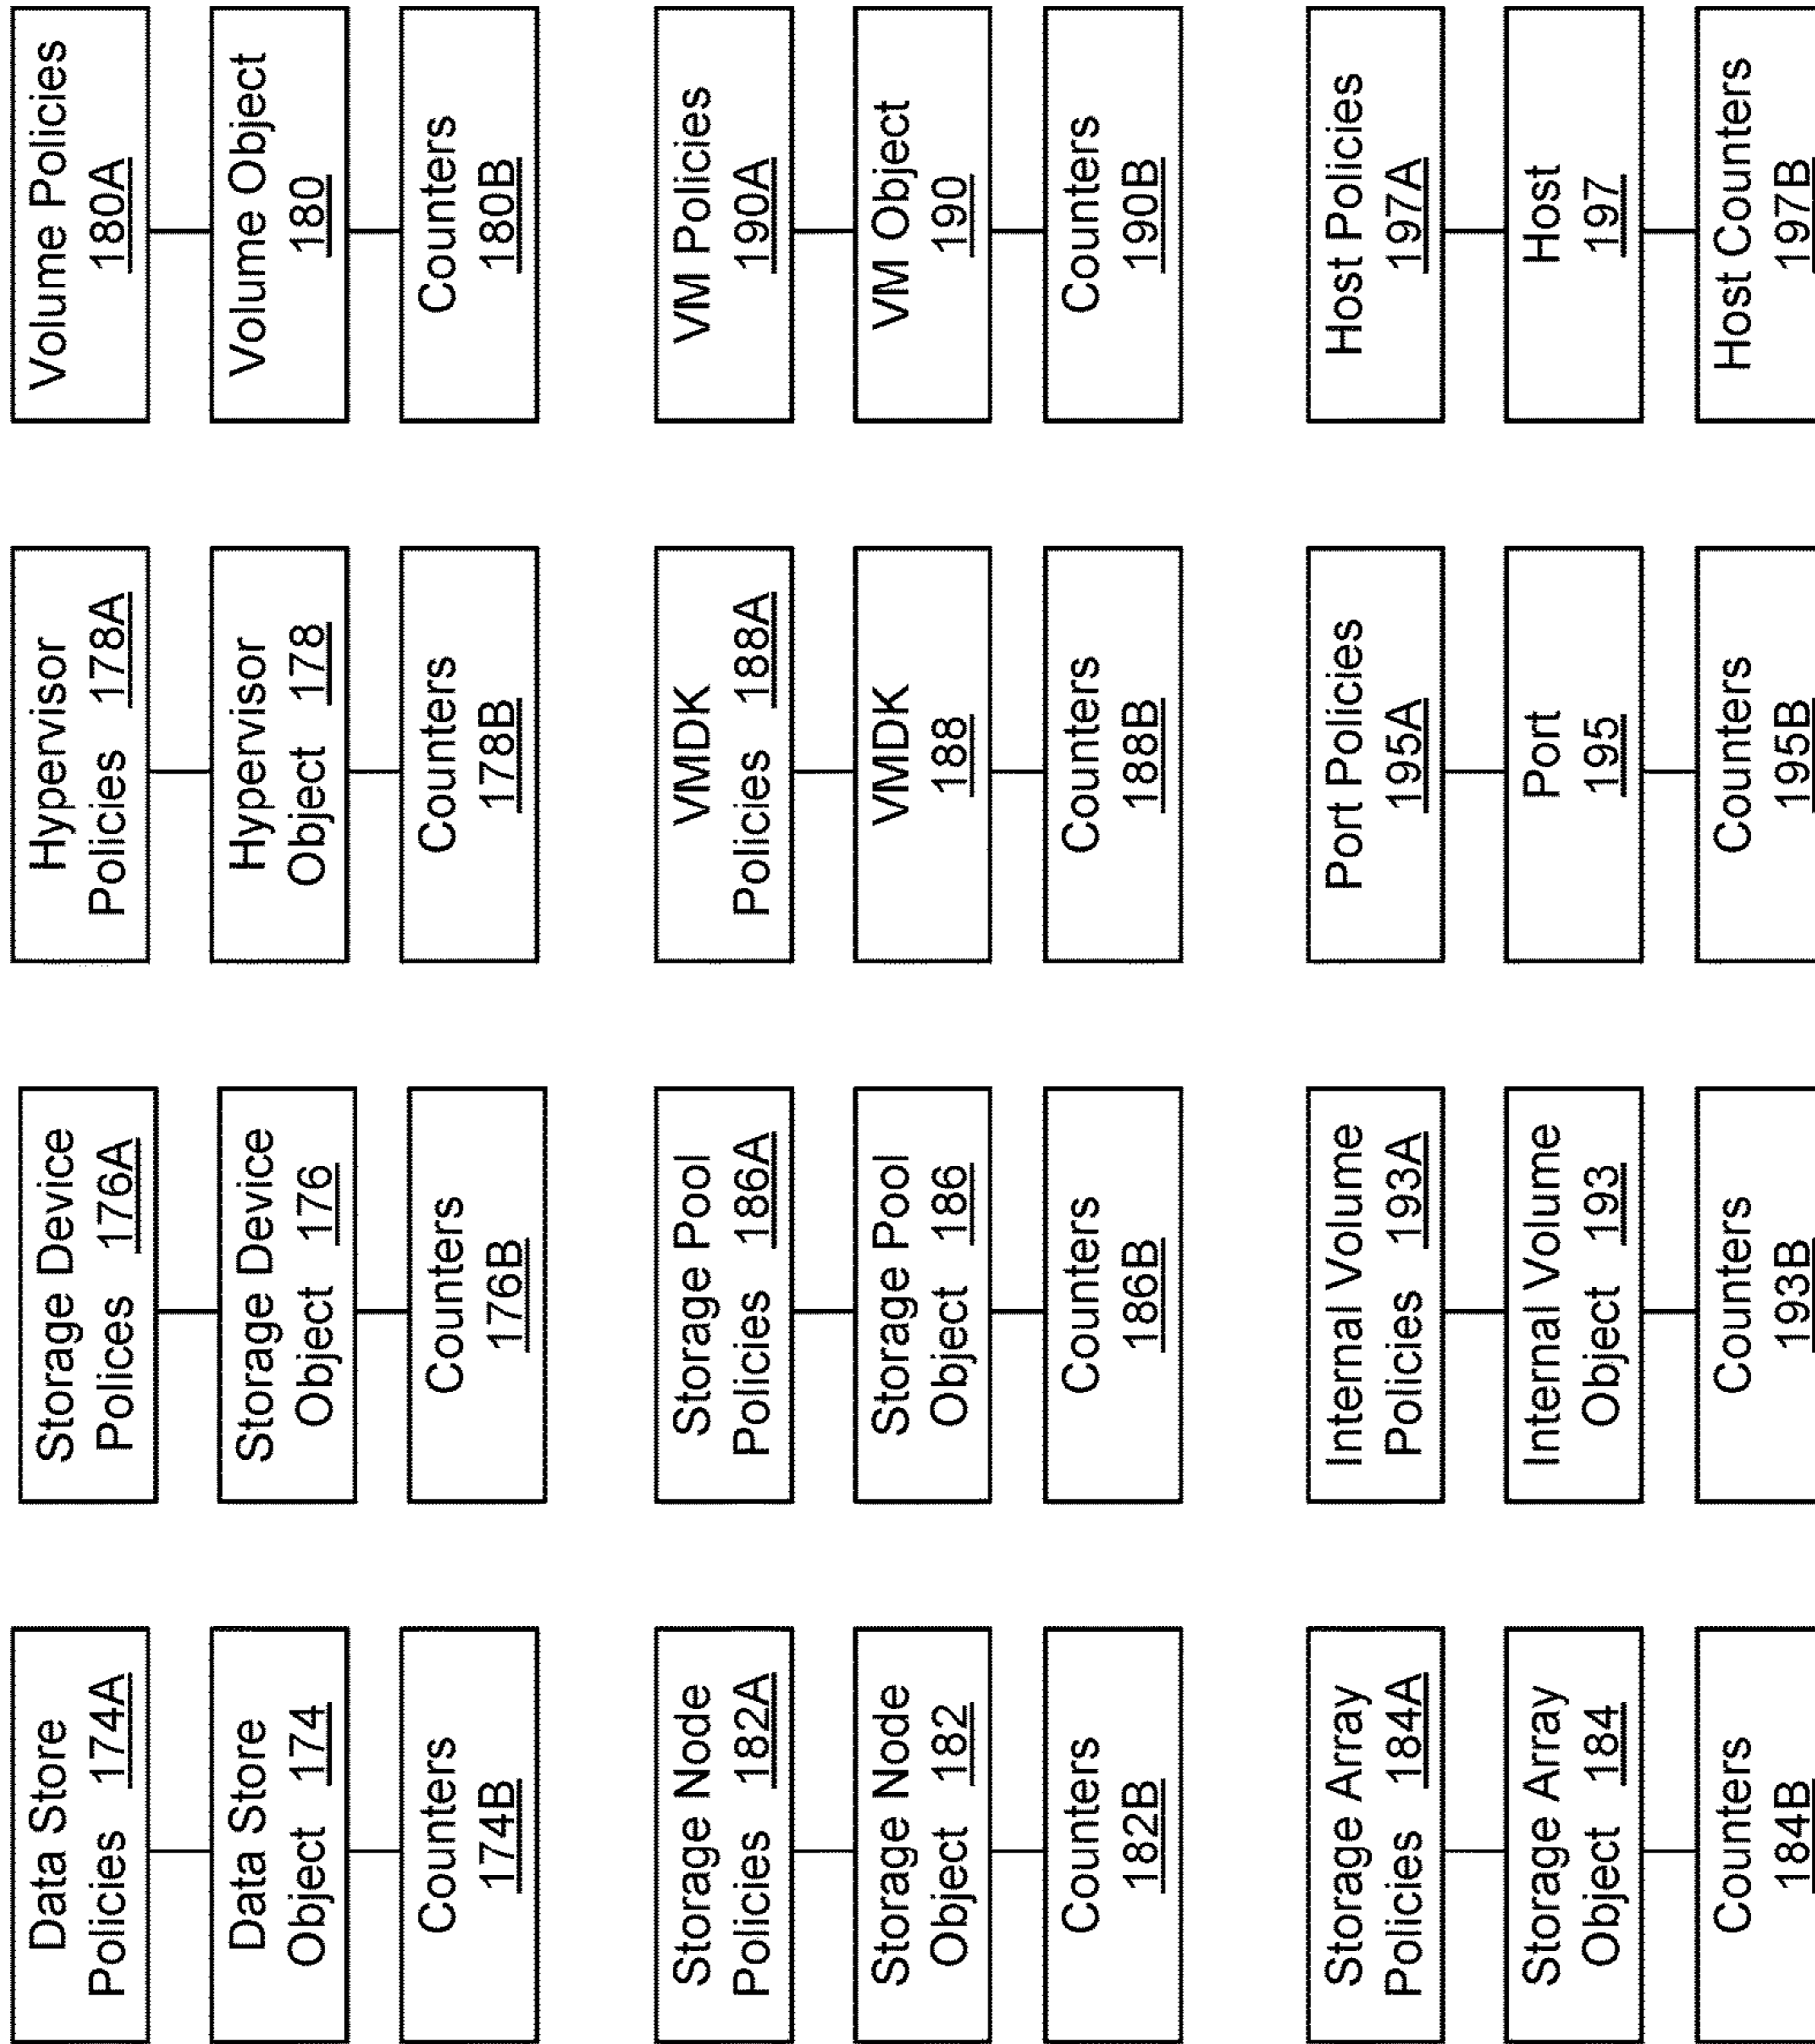 Data Store
Policies 174A
Data Store
Object 174
Counters
174B
Storage Device
Polices 176A
Storage Device
Object 176
Counters
176B
Hypervisor
Policies 178A
Hypervisor
Object 178
Counters
178B
Volume Policies
180A
Volume Object
180
Counters
180B
Storage Node
Policies 182A
Storage Node
Object 182
Counters
182B
Storage Pool
Policies 186A
Storage Pool
Object 186
Counters
186B
VMDK
Policies 188A
VMDK
188
Counters
188B
VM Policies
190A
VM Object
190
Counters
190B
Storage Array
Policies 184A
Storage Array
Object 184
Counters
184B
Internal Volume
Policies 193A
Internal Volume
Object 193
Counters
193B
Port Policies
195A
Port
195
Counters
195B
Host Policies
197A
Host
197
Host Counters
197B